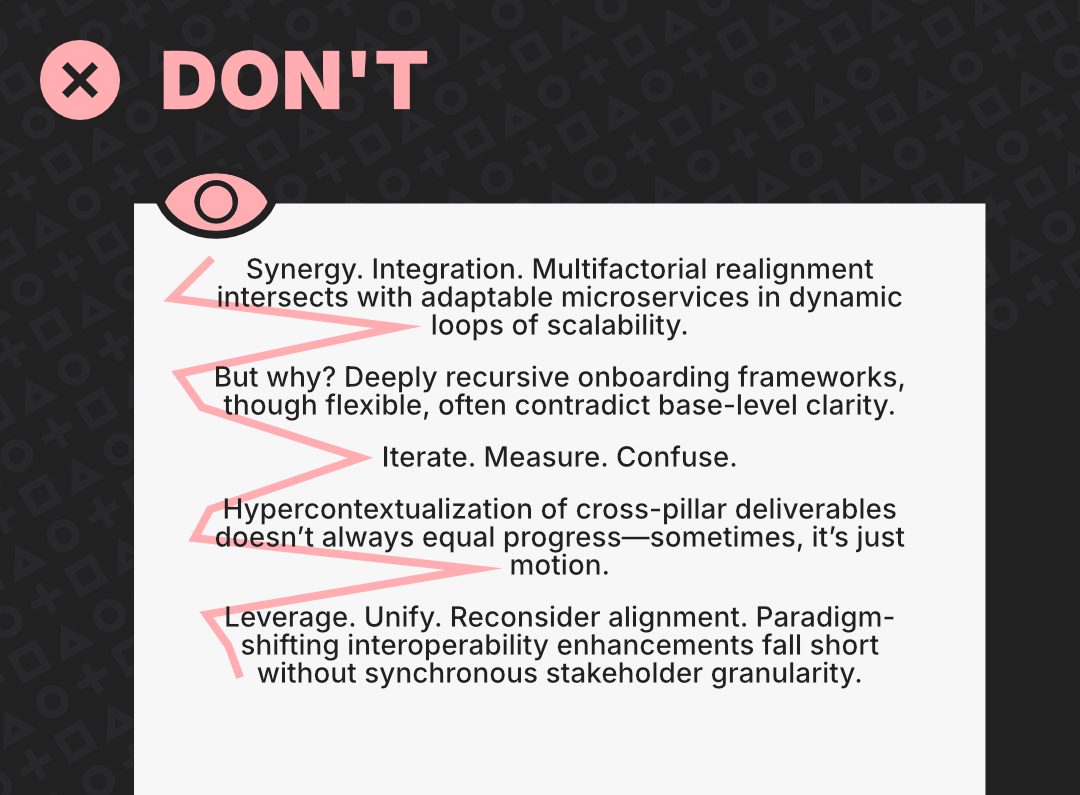 DON'T
Synergy. Integration. Multifactorial realignment
intersects with adaptable microservices in dynamic
loops of scalability.
But why? Deeply recursive onboarding frameworks,
though flexible, often contradict base-level clarity.
Iterate. Measure. Confuse.
Hypercontextualization of cross-pillar deliverables
doesn’t always equal progress—sometimes, it’s just
motion.
Leverage. Unify. Reconsider alignment. Paradigm-
shifting interoperability enhancements fall short
without synchronous stakeholder granularity.